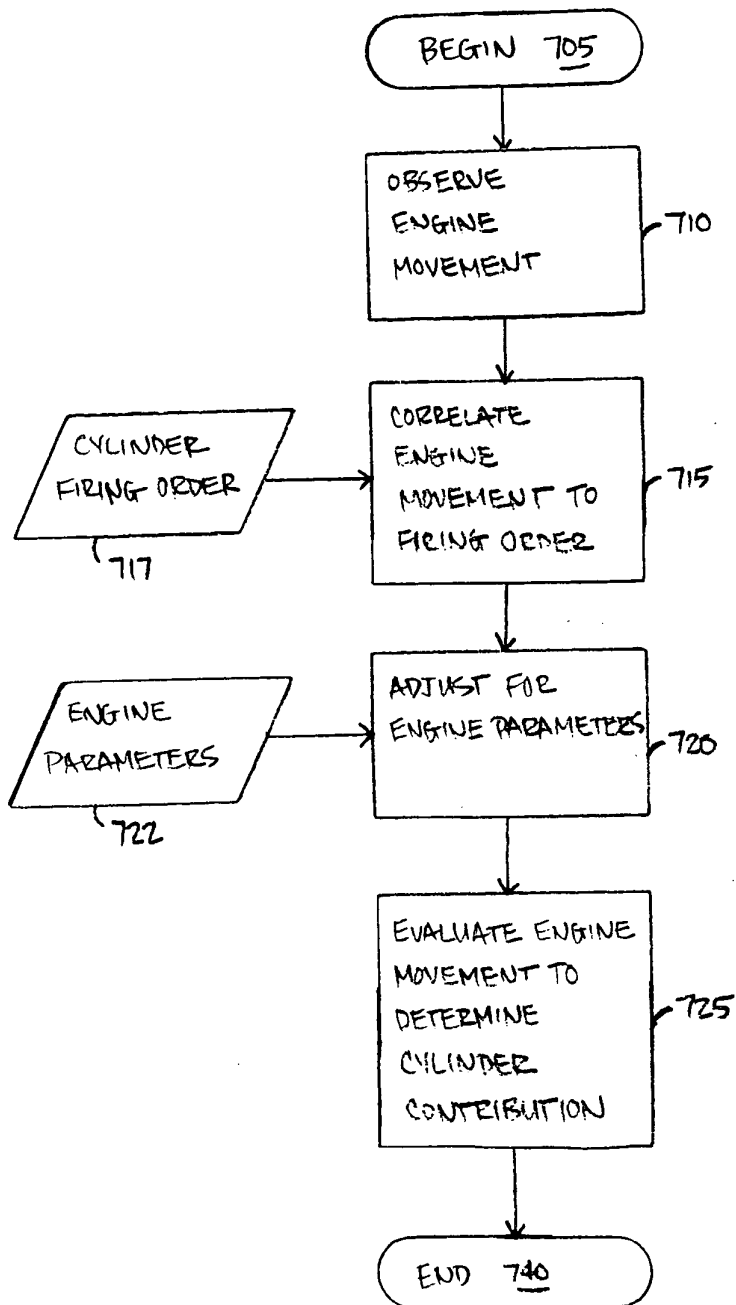 BEGIN 705
OBSERVE
ENGINE
MOVEMENT
710
CORRELATE
ENGINE
MOVEMENT TO
FIRING ORDER
715
CYLINDER
FIRING ORDER
717
ADJUST FOR
ENGINE PARAMETERS
720
ENGINE
PARAMETERS
722
EVALUATE ENGINE
MOVEMENT TO
DETERMINE
CYLINDER
CONTRIBUTION
725
END 740